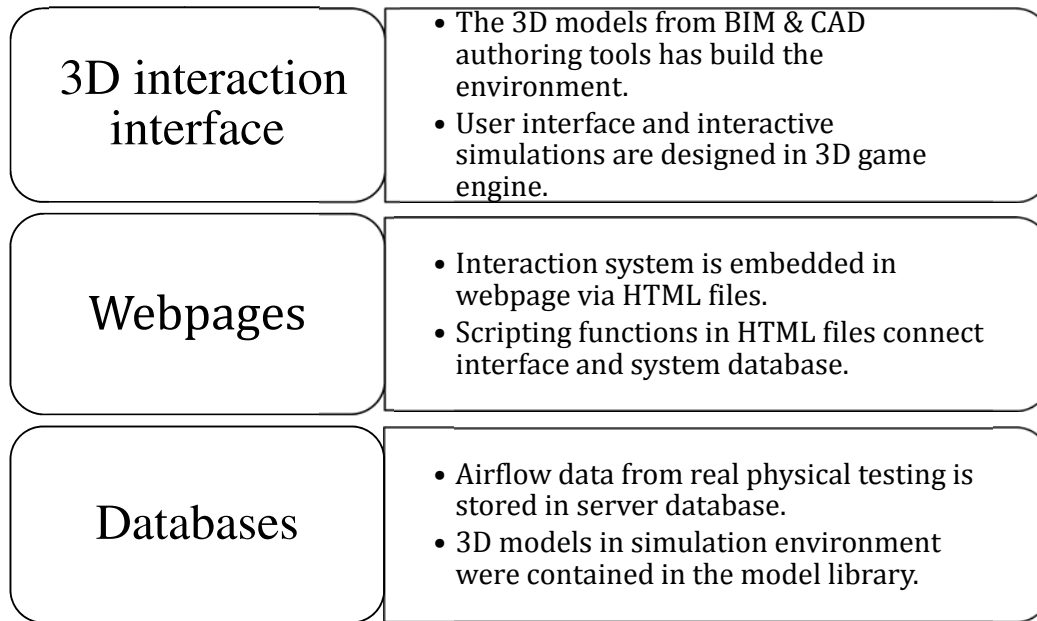 3D interaction
interface
• The 3D models from BIM & CAD
authoring tools has build the
environment.
• User interface and interactive
simulations are designed in 3D game
engine.
Webpages
• Interaction system is embedded in
webpage via HTML files.
• Scripting functions in HTML files connect
interface and system database.
Databases
• Airflow data from real physical testing is
stored in server database.
• 3D models in simulation environment
were contained in the model library.